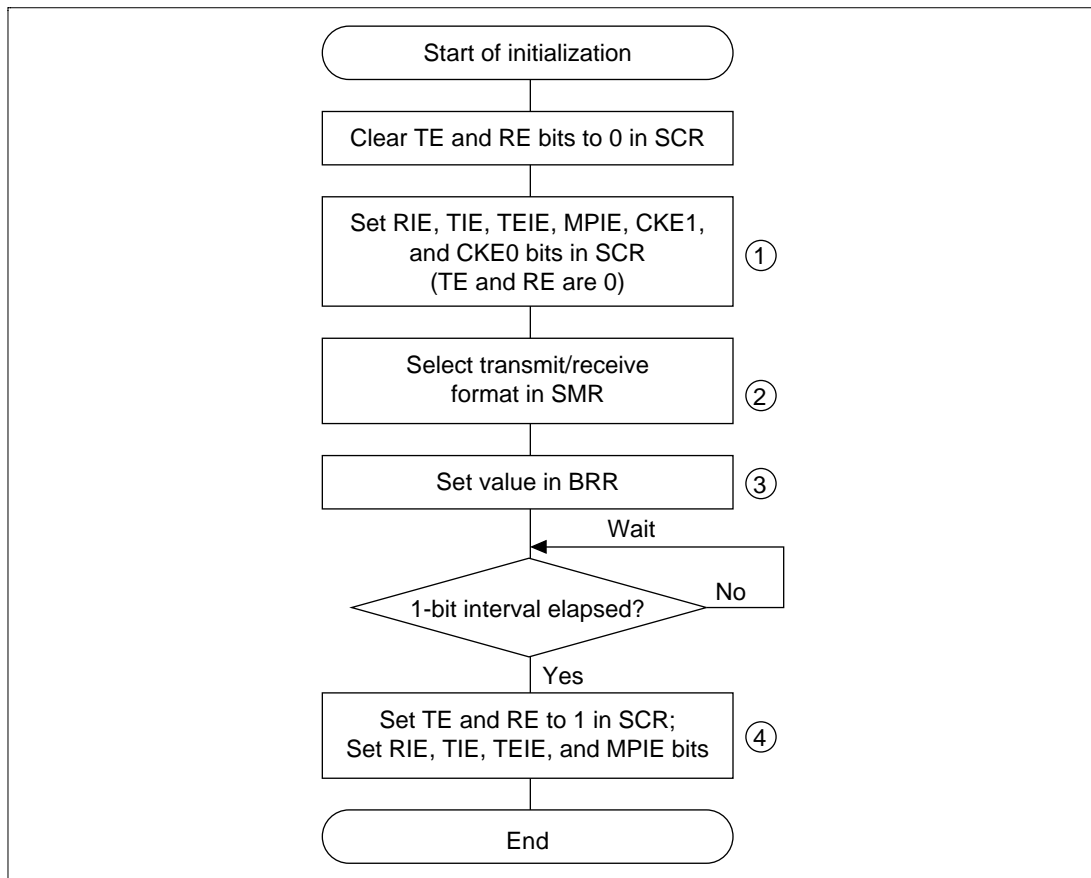 Start of initialization
Clear TE and RE bits to 0 in SCR
Set RIE, TIE, TEIE, MPIE, CKE1,
and CKE0 bits in SCR
(TE and RE are 0)
1
Select transmit/receive
format in SMR
2
Set value in BRR
3
Wait
1-bit interval elapsed?
No
Yes
Set TE and RE to 1 in SCR;
Set RIE, TIE, TEIE, and MPIE bits
4
End